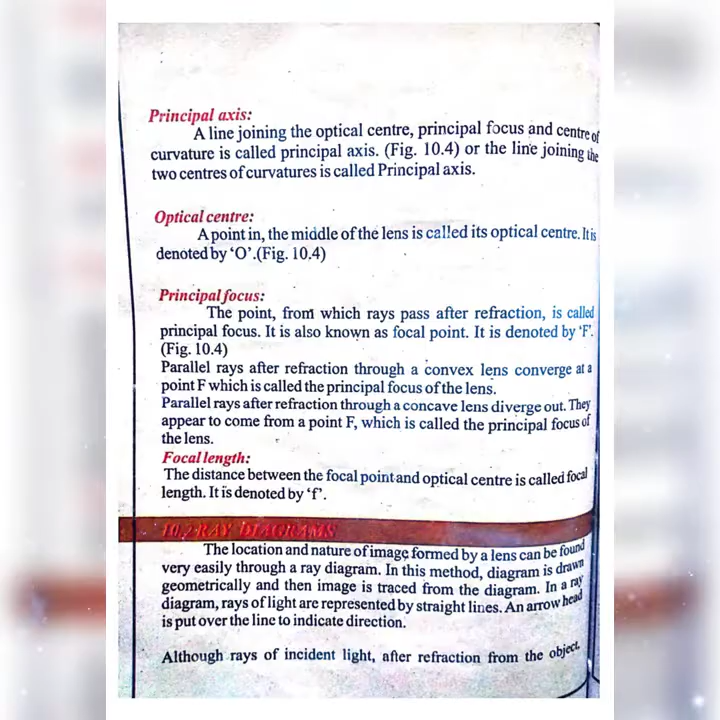 Principal axis:
A line joining the optical centre, principal focus and centre of
curvature is called principal axis. (Fig. 10.4) or the line joining the
two centres of curvatures is called Principal axis.
Optical centre:
A point in, the middle of the lens is called its optical centre. It is
denoted by ‘O’.(Fig. 10.4)
Principal focus:
The point, from which rays pass after refraction, is called
principal focus. It is also known as focal point. It is denoted by ‘F’.
(Fig. 10.4)
Parallel rays after refraction through a convex lens converge at a
point F which is called the principal focus of the lens.
Parallel rays after refraction through a concave lens diverge out. They
appear to come from a point F, which is called the principal focus of
the lens.
Focal length:
The distance between the focal point and optical centre is called focal
length. It is denoted by ‘f’.
10.2 RAY DIAGRAMS
The location and nature of image formed by a lens can be found
very easily through a ray diagram. In this method, diagram is drawn
geometrically and then image is traced from the diagram. In a ray
diagram, rays of light are represented by straight lines. An arrow head
is put over the line to indicate direction.
Although rays of incident light, after refraction from the object,